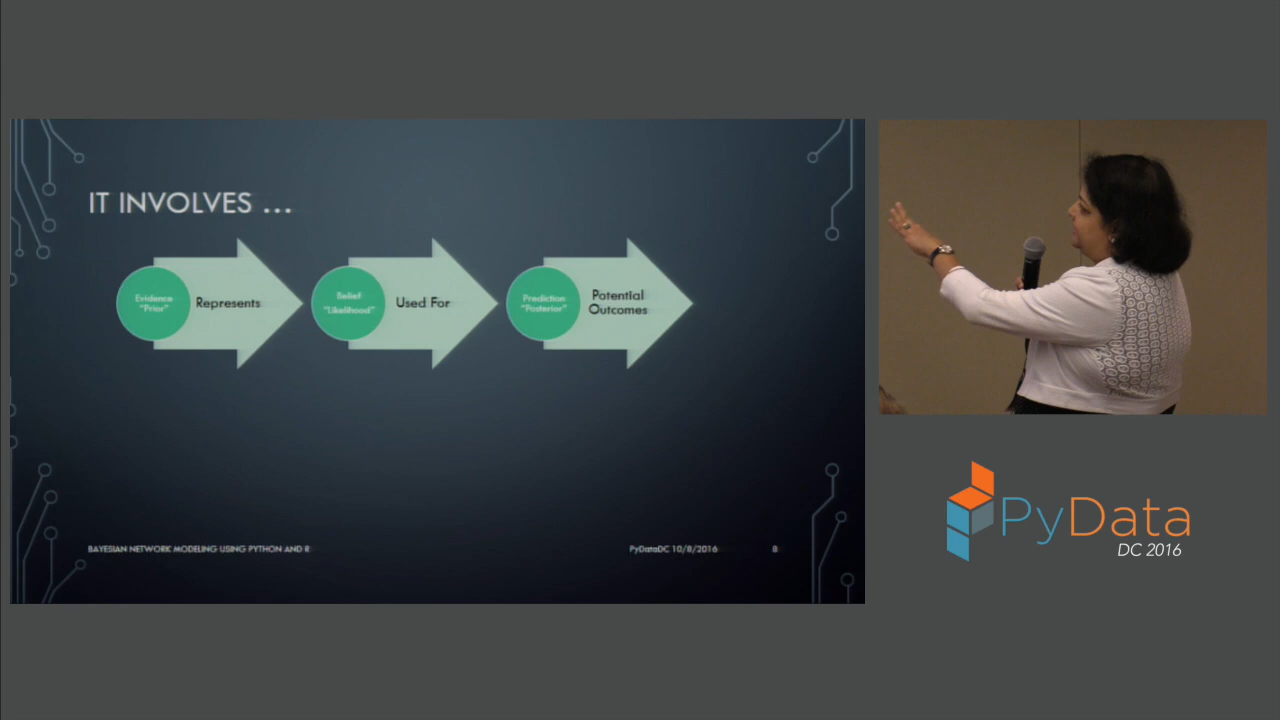 IT INVOLVES ...
Evidence
"Prior"
Represents
Belief
"Likelihood"
Used For
Prediction
"Posterior"
Potential
Outcomes
BAYESIAN NETWORK MODELING USING PYTHON AND R
PyDataDC 10/8/2016
8
PyData
DC 2016